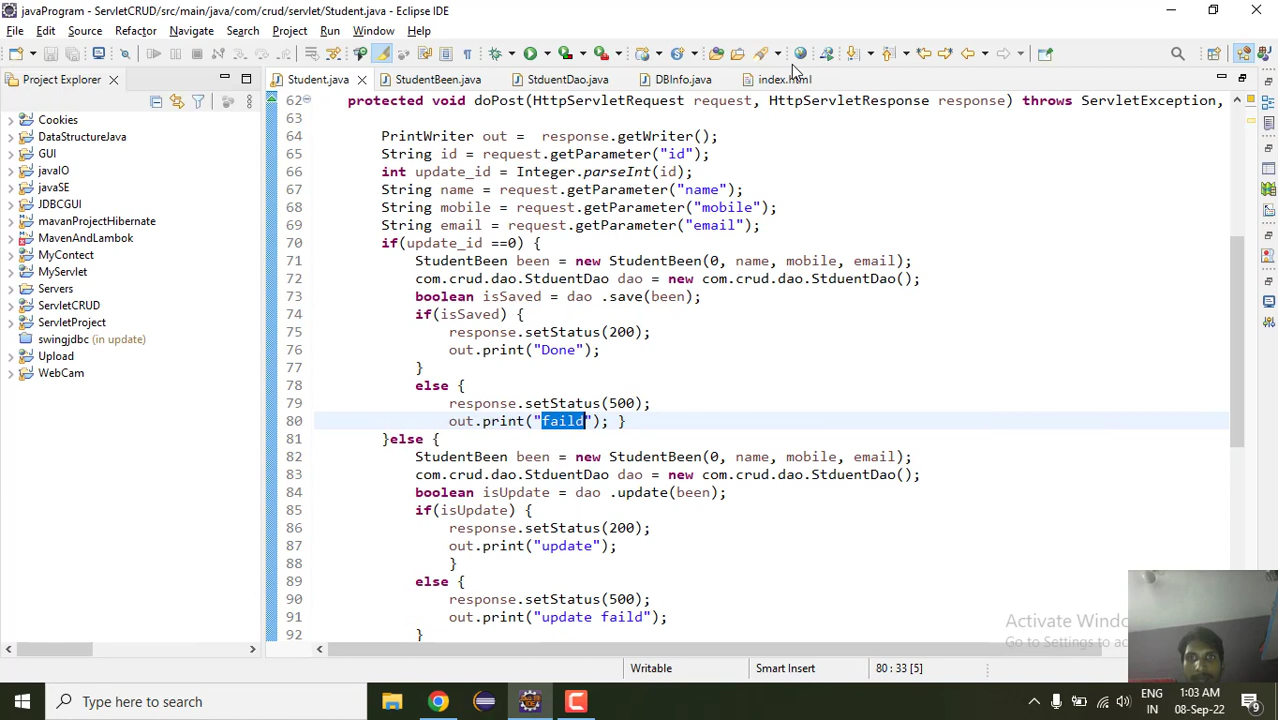 javaProgram - ServletCRUD/src/main/java/com/crud/servlet/Student.java - Eclipse IDE
File Edit Source Refactor Navigate Search Project Run Window Help
Project Explorer
Student.java StudentBeen.java StduentDao.java DBInfo.java index.html
Cookies
DataStructureJava
GUI
javaIO
javaSE
JDBCGUI
mavanProjectHibernate
MavenAndLambok
MyContect
MyServlet
Servers
ServletCRUD
ServletProject
swingjdbc (in update)
Upload
WebCam
62 protected void doPost(HttpServletRequest request, HttpServletResponse response) throws ServletException,
63
64 PrintWriter out = response.getWriter();
65 String id = request.getParameter("id");
66 int update_id = Integer.parseInt(id);
67 String name = request.getParameter("name");
68 String mobile = request.getParameter("mobile");
69 String email = request.getParameter("email");
70 if(update_id ==0) {
71 StudentBeen been = new StudentBeen(0, name, mobile, email);
72 com.crud.dao.StduentDao dao = new com.crud.dao.StduentDao();
73 boolean isSaved = dao .save(been);
74 if(isSaved) {
75 response.setStatus(200);
76 out.print("Done");
77 }
78 else {
79 response.setStatus(500);
80 out.print("faild"); }
81 }else {
82 StudentBeen been = new StudentBeen(0, name, mobile, email);
83 com.crud.dao.StduentDao dao = new com.crud.dao.StduentDao();
84 boolean isUpdate = dao .update(been);
85 if(isUpdate) {
86 response.setStatus(200);
87 out.print("update");
88 }
89 else {
90 response.setStatus(500);
91 out.print("update faild");
92 }
Activate Windo
Go to Settings to ac
Writable Smart Insert 80 : 33 [5]
Type here to search
ENG
IN
1:03 AM
08-Sep-22
9